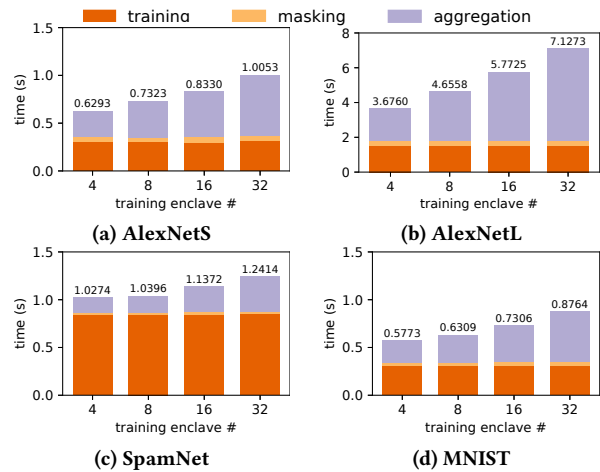 training masking aggregation
1.5
1.0
0.5
0.0
time (s)
0.6293 0.7323 0.8330 1.0053
4 8 16 32
training enclave #
(a) AlexNetS
8
6
4
2
0
time (s)
3.6760 4.6558 5.7725 7.1273
4 8 16 32
training enclave #
(b) AlexNetL
1.5
1.0
0.5
0.0
time (s)
1.0274 1.0396 1.1372 1.2414
4 8 16 32
training enclave #
(c) SpamNet
1.5
1.0
0.5
0.0
time (s)
0.5773 0.6309 0.7306 0.8764
4 8 16 32
training enclave #
(d) MNIST